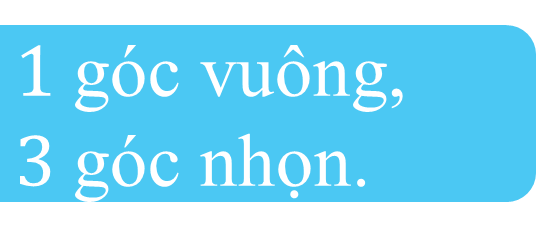 1 góc vuông,
3 góc nhọn.